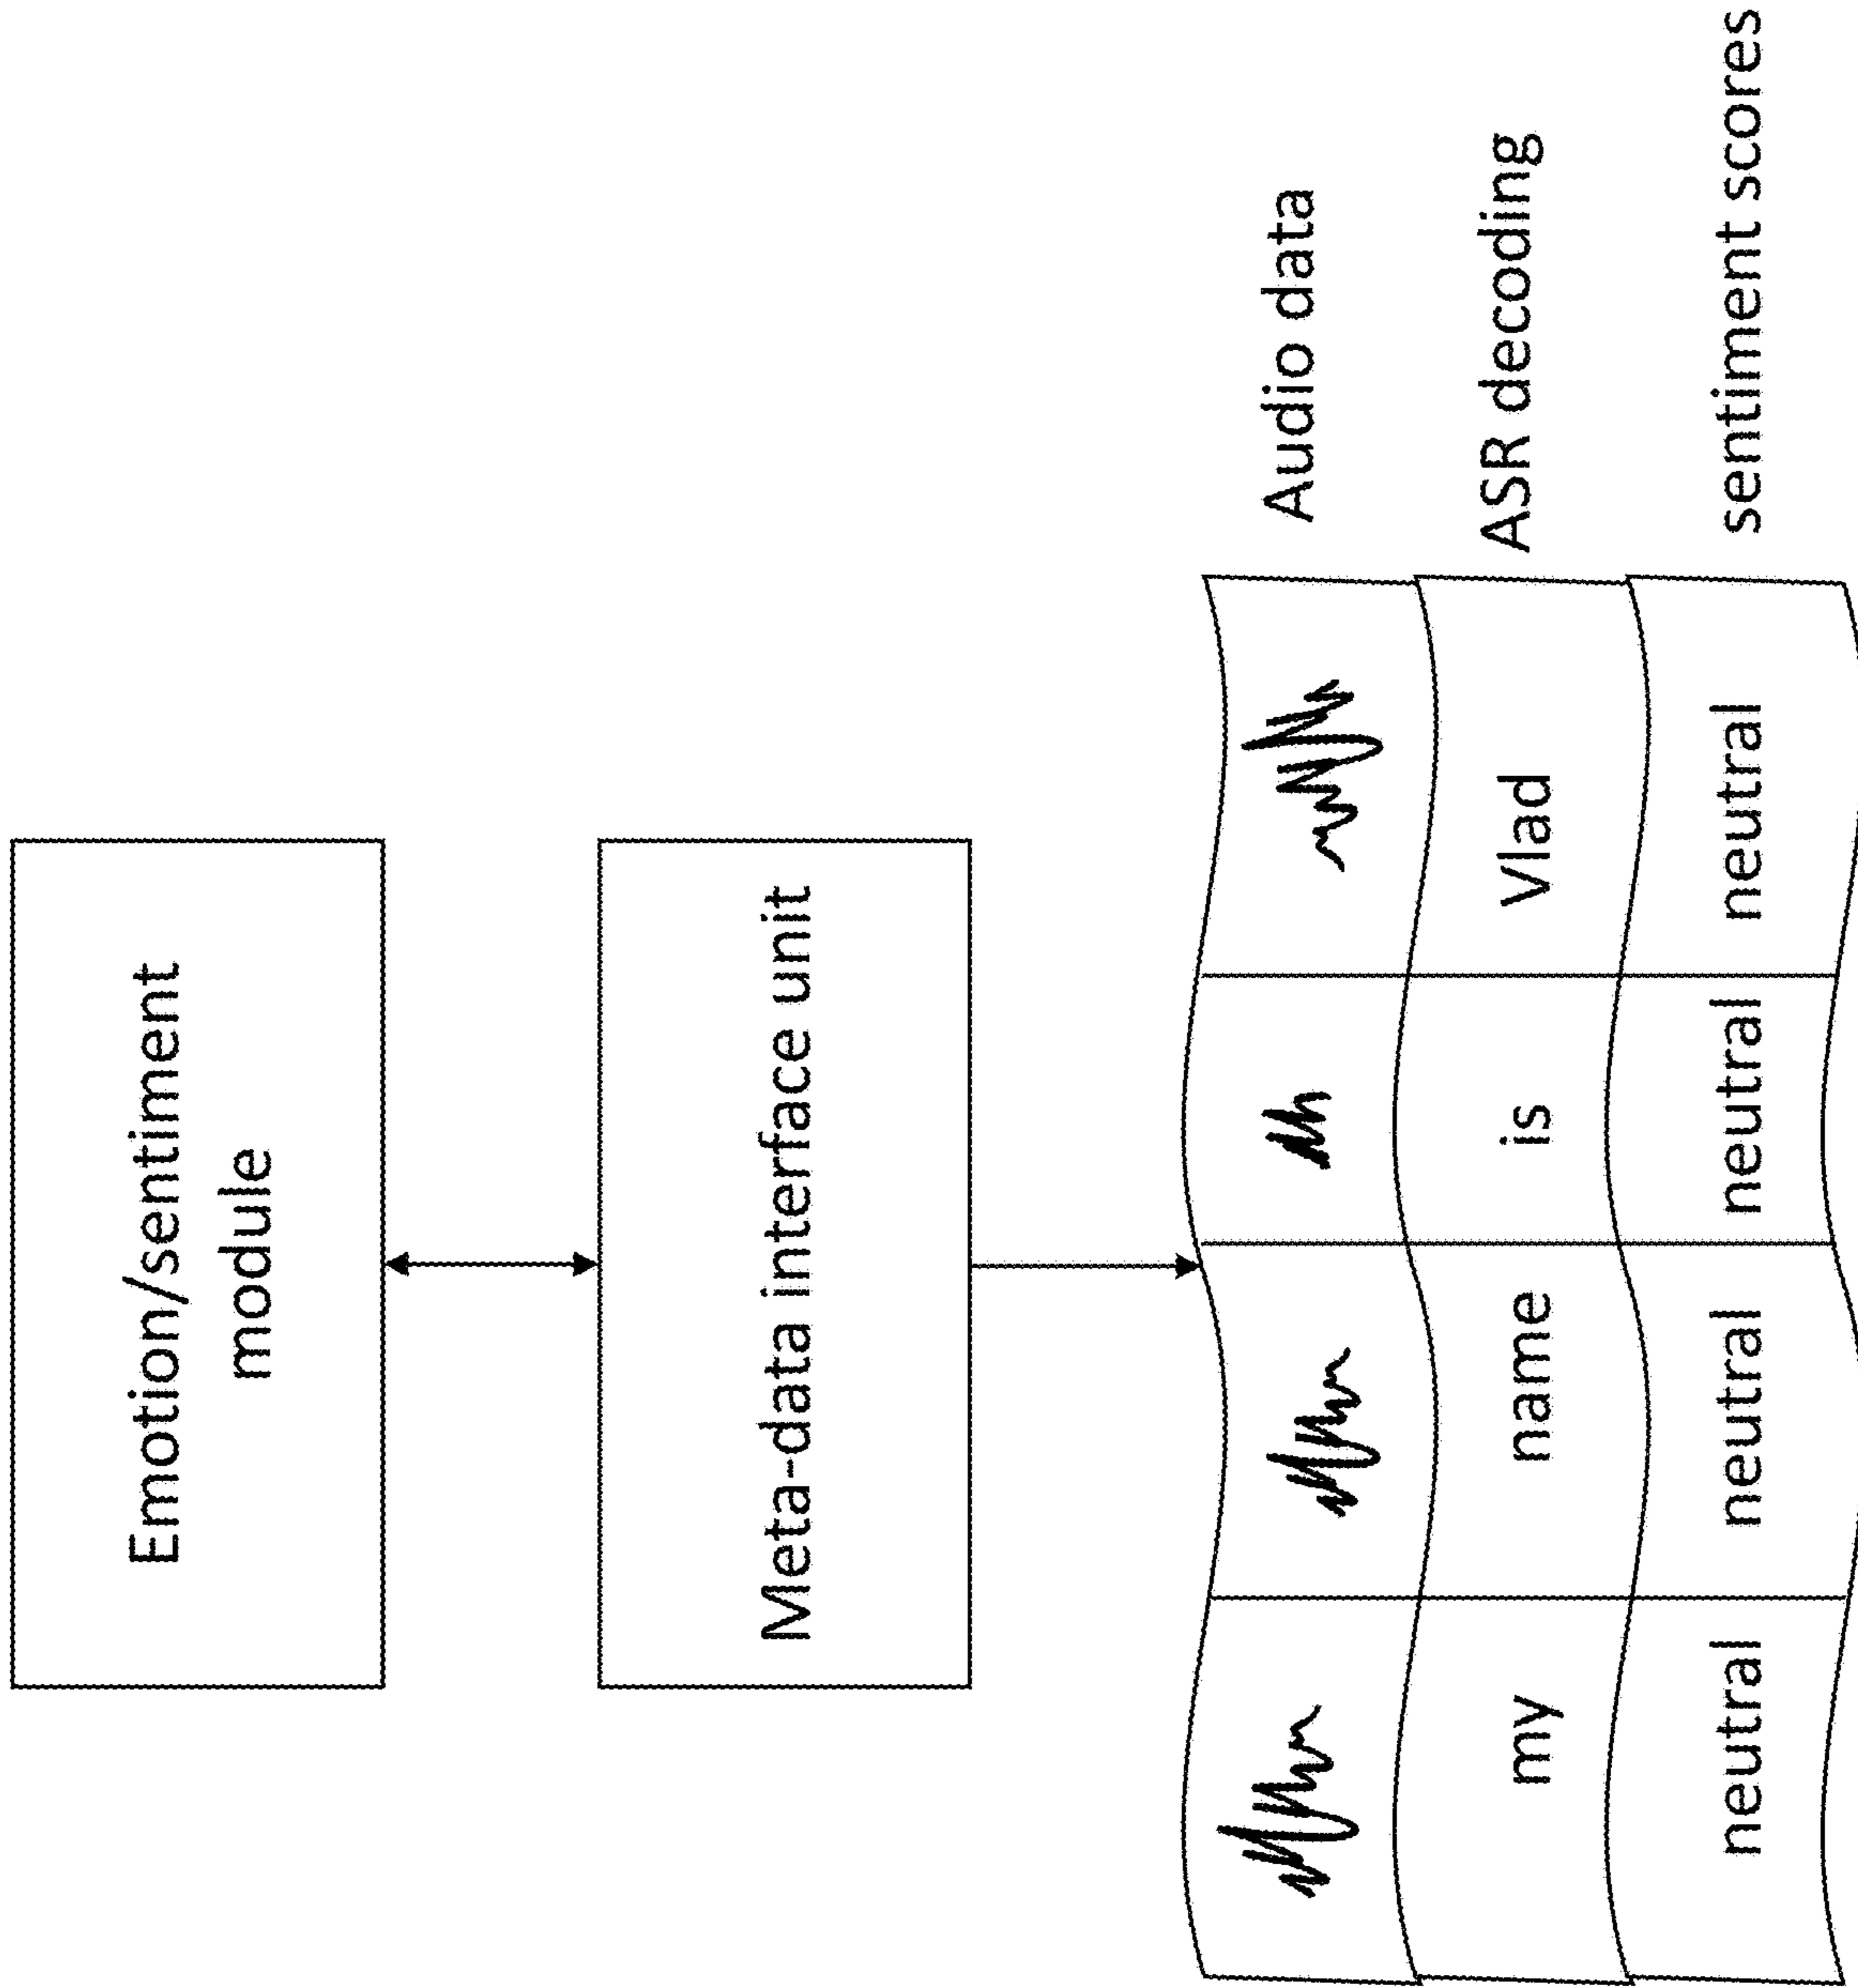 Emotion/sentiment
module
Meta-data interface unit
Audio data
my name is Vlad ASR decoding
neutral neutral neutral neutral sentiment scores